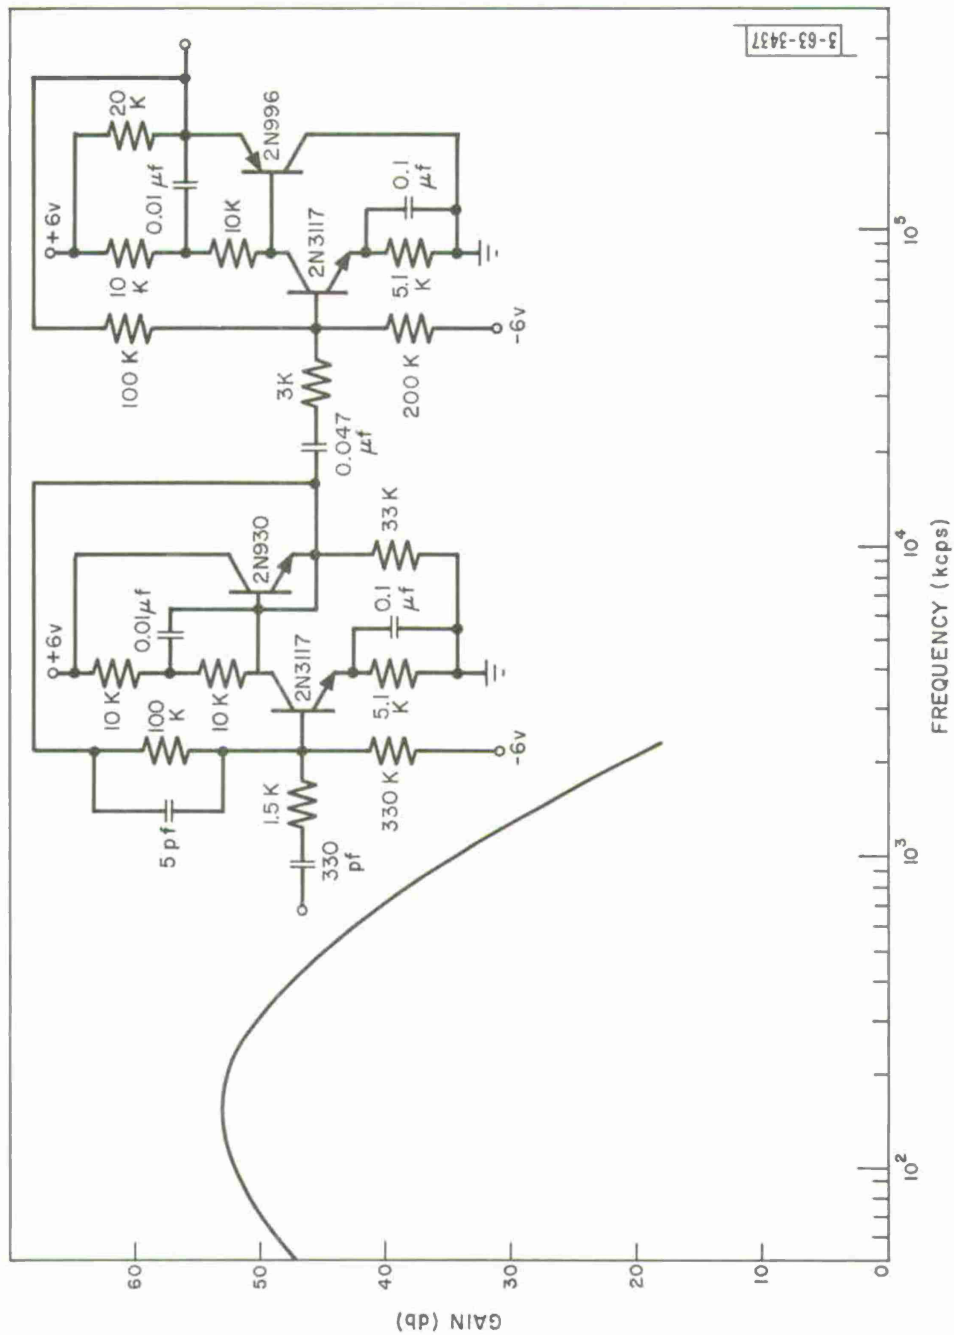 +6v
10 K
100
K
10 K
5 pf
0.01 µf
2N930
2N3117
1.5 K
330
pf
330 K
-6v
5.1
K
0.1
µf
33 K
0.047
µf
3K
+6v
100 K
10
K
20
K
0.01 µf
10K
2N996
2N3117
200 K
-6v
5.1
K
0.1
µf
3-63-3437
GAIN (db)
60
50
40
30
20
10
0
10²
10³
10⁴
10⁵
FREQUENCY (kcps)